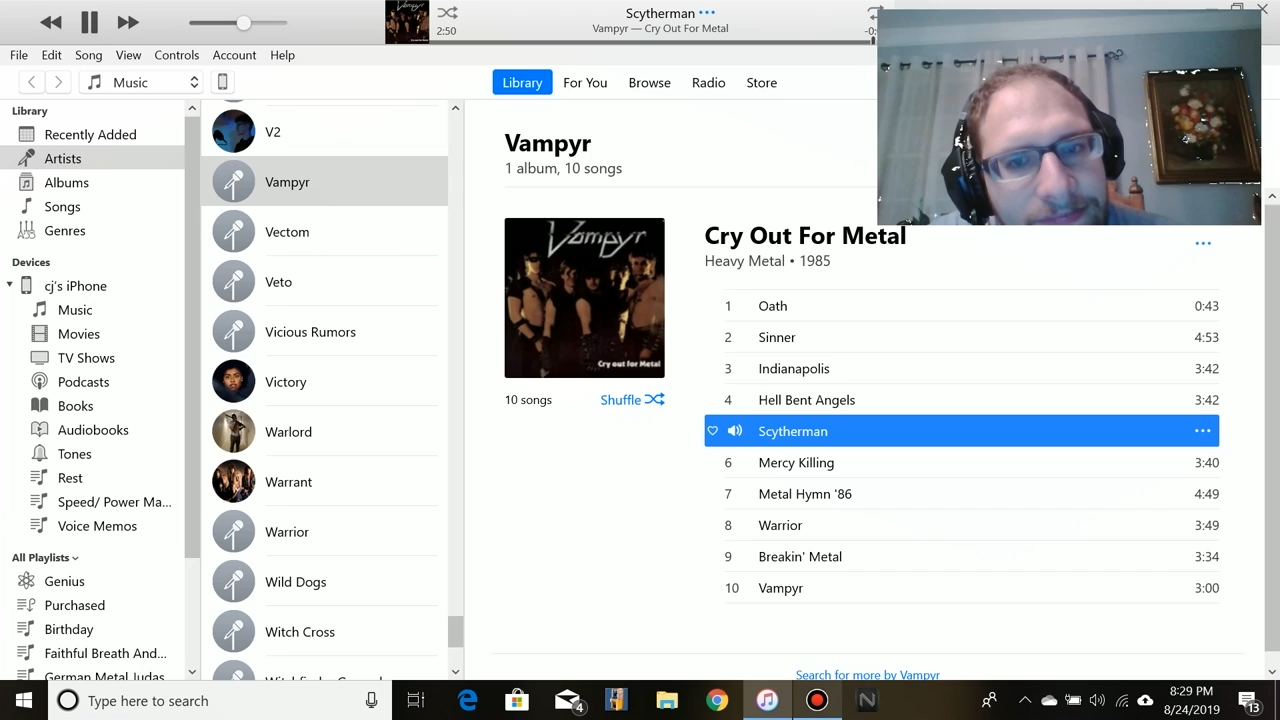 Scytherman •••
2:50
Vampyr — Cry Out For Metal
-0:
File Edit Song View Controls Account Help
Music
Library For You Browse Radio Store
Library
Recently Added
Artists
Albums
Songs
Genres
Devices
cj's iPhone
Music
Movies
TV Shows
Podcasts
Books
Audiobooks
Tones
Rest
Speed/ Power Ma...
Voice Memos
All Playlists
Genius
Purchased
Birthday
Faithful Breath And...
German Metal Judas
V2
Vampyr
Vectom
Veto
Vicious Rumors
Victory
Warlord
Warrant
Warrior
Wild Dogs
Witch Cross
Vampyr
1 album, 10 songs
Vampyr
Cry out for Metal
10 songs Shuffle
Cry Out For Metal •••
Heavy Metal • 1985
1 Oath 0:43
2 Sinner 4:53
3 Indianapolis 3:42
4 Hell Bent Angels 3:42
Scytherman •••
6 Mercy Killing 3:40
7 Metal Hymn '86 4:49
8 Warrior 3:49
9 Breakin' Metal 3:34
10 Vampyr 3:00
Search for more by Vampyr
Type here to search
4
N
8:29 PM
8/24/2019
13